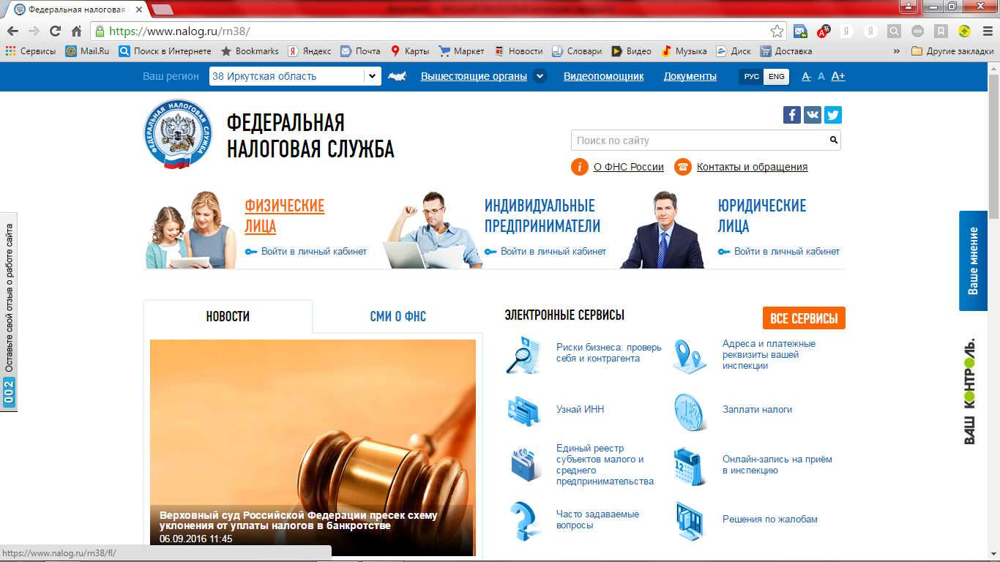 Федеральная налоговая
https://www.nalog.ru/rn38/
Сервисы Mail.Ru Поиск в Интернете Bookmarks Яндекс Почта Карты Маркет Новости Словари Видео Музыка Диск Доставка » Другие закладки
Ваш регион 38 Иркутская область Вышестоящие органы Видеопомощник Документы РУС ENG A- A A+
ФЕДЕРАЛЬНАЯ НАЛОГОВАЯ СЛУЖБА
ФЕДЕРАЛЬНАЯ
НАЛОГОВАЯ СЛУЖБА
Поиск по сайту
О ФНС России Контакты и обращения
ФИЗИЧЕСКИЕ
ЛИЦА
Войти в личный кабинет
ИНДИВИДУАЛЬНЫЕ
ПРЕДПРИНИМАТЕЛИ
Войти в личный кабинет
ЮРИДИЧЕСКИЕ
ЛИЦА
Войти в личный кабинет
Оставьте свой отзыв о работе сайта
002
Ваше мнение
ВАШ КОНТРОЛЬ.
НОВОСТИ СМИ О ФНС
Верховный суд Российской Федерации пресек схему
уклонения от уплаты налогов в банкротстве
06.09.2016 11:45
ЭЛЕКТРОННЫЕ СЕРВИСЫ ВСЕ СЕРВИСЫ
Риски бизнеса: проверь
себя и контрагента
Адреса и платежные
реквизиты вашей
инспекции
Узнай ИНН
Заплати налоги
Единый реестр
субъектов малого и
среднего
предпринимательства
12
Онлайн-запись на приём
в инспекцию
Часто задаваемые
вопросы
Решения по жалобам
https://www.nalog.ru/rn38/fl/